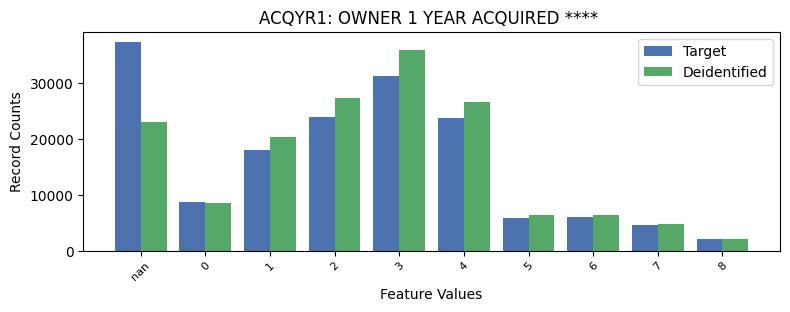 ACQYR1: OWNER 1 YEAR ACQUIRED ****
Target
Deidentified
Record Counts
30000
20000
10000
0
nan 0 1 2 3 4 5 6 7 8
Feature Values